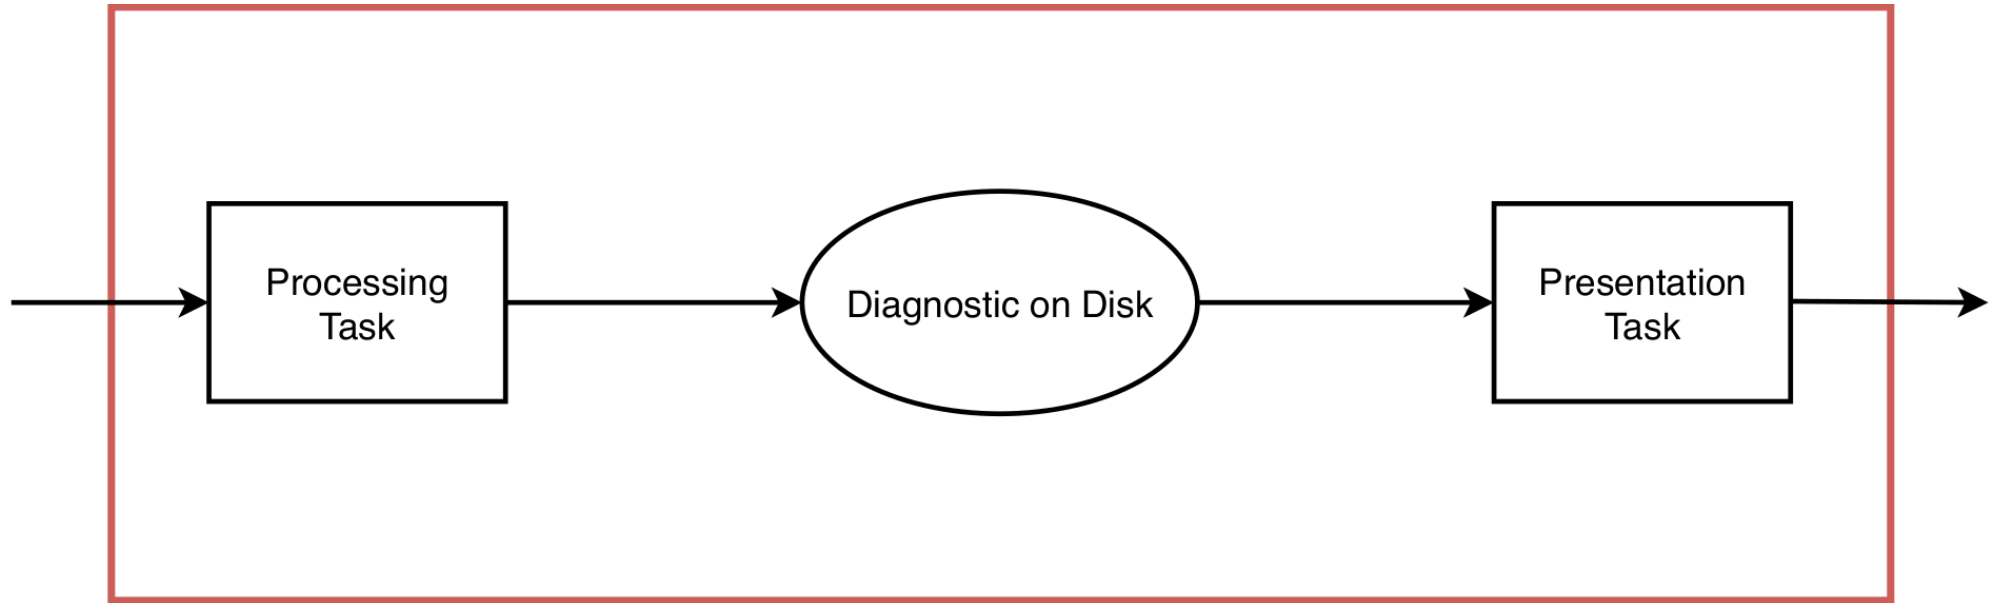 Processing
Task
Diagnostic on Disk
Presentation
Task